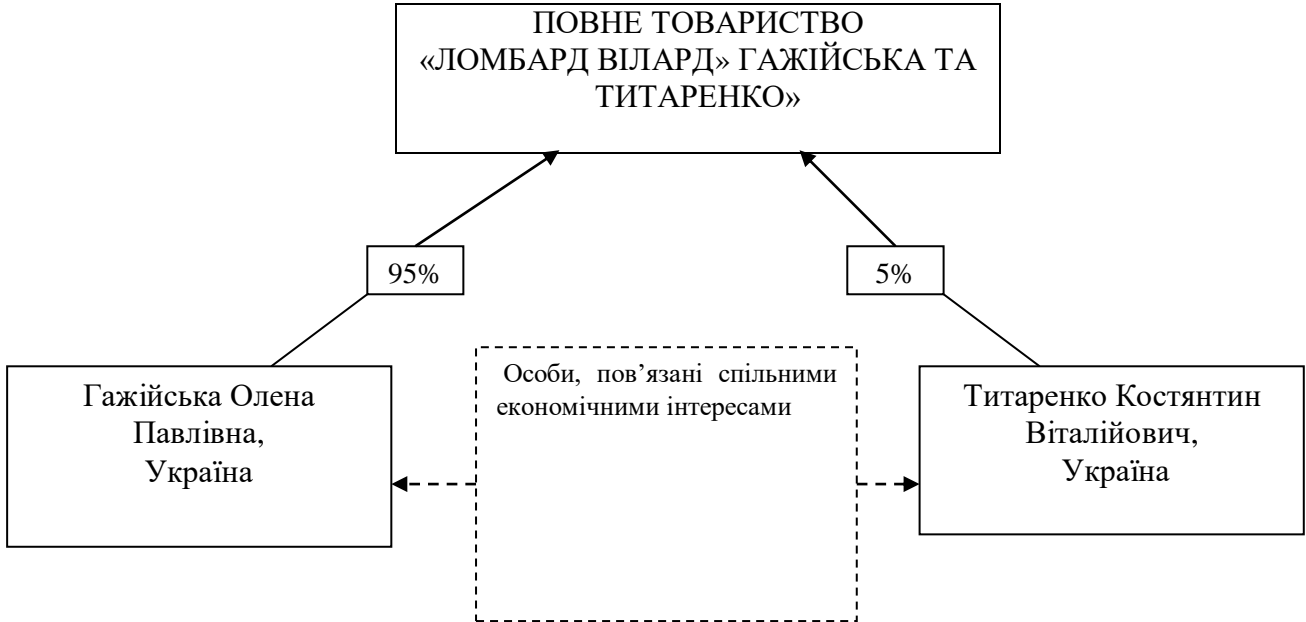 ПОВНЕ ТОВАРИСТВО
«ЛОМБАРД ВІЛАРД» ГАЖІЙСЬКА ТА
ТИТАРЕНКО»
95%
5%
Гажійська Олена
Павлівна,
Україна
Особи, пов’язані спільними
економічними інтересами
Титаренко Костянтин
Віталійович,
Україна